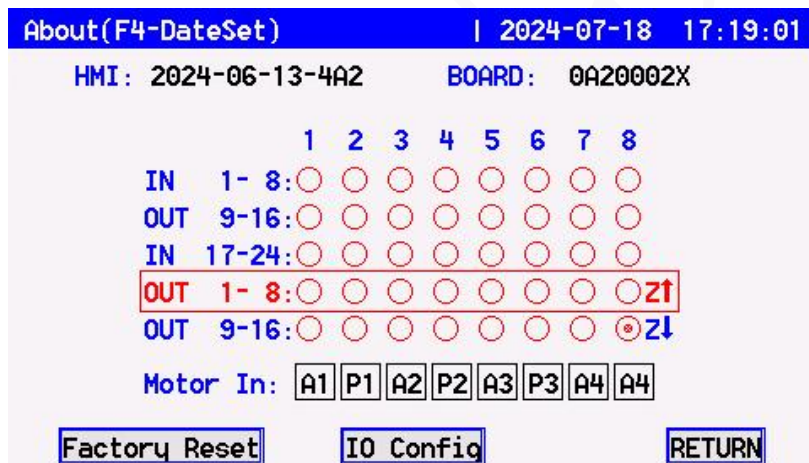 About(F4-DateSet) | 2024-07-18 17:19:01
HMI: 2024-06-13-4A2 BOARD: 0A20002X
1 2 3 4 5 6 7 8
IN 1- 8:
OUT 9-16:
IN 17-24:
OUT 1- 8: Z↑
OUT 9-16: Z↓
Motor In: A1 P1 A2 P2 A3 P3 A4 A4
Factory Reset IO Config RETURN